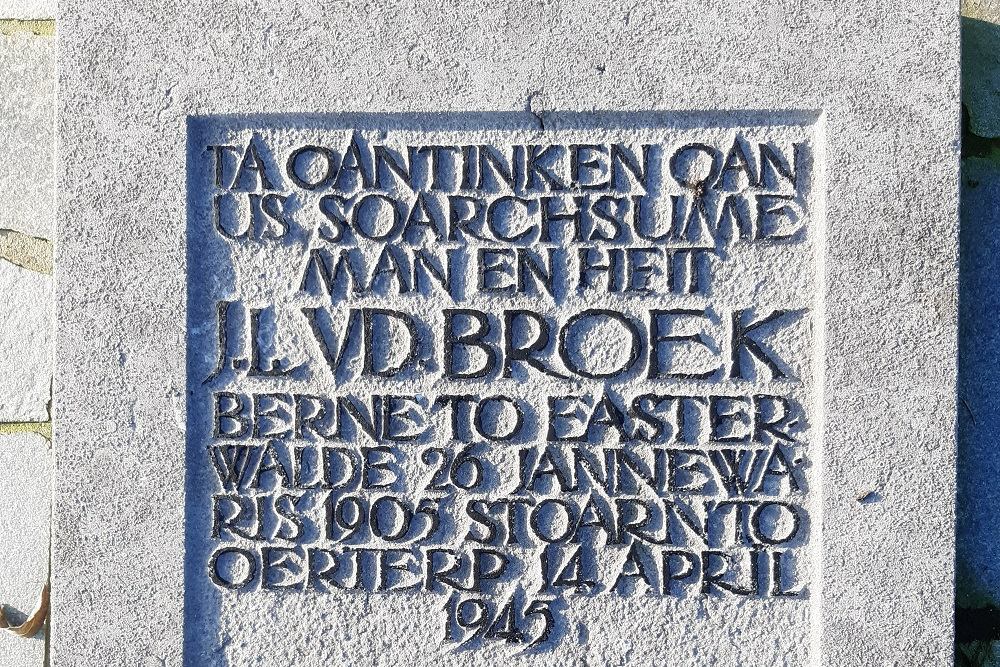 TA OANTINKEN OAN
US SOARCHSUME
MAN EN HEIT
J.L. V.D. BROEK
BERNE TO EASTER-
WALDE 26 JANNEWA-
RIS 1905 STOARN TO
OERTERP 14 APRIL
1945